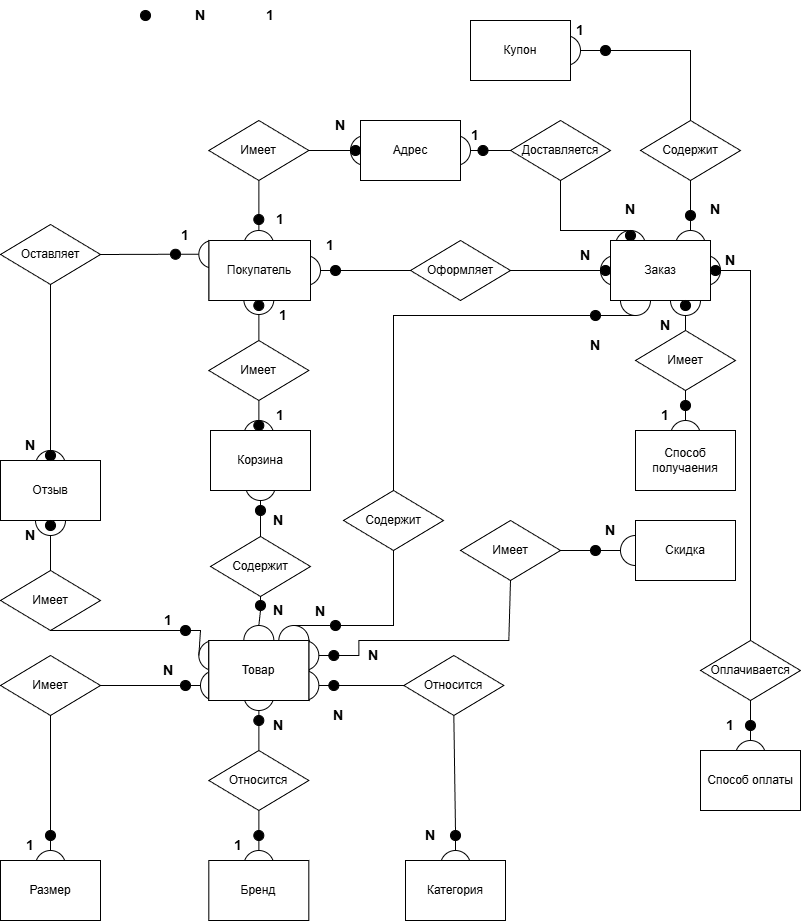 N 1
1
Купон
N
1
Имеет
Адрес
Доставляется
Содержит
N
N
1
1
1
Оставляет
N
N
Покупатель
Оформляет
Заказ
1
N
N
Имеет
Имеет
1
1
N
Способ
получаения
Корзина
Отзыв
N
N
Содержит
N
Имеет
Скидка
Содержит
Имеет
N
N
1
N
Товар
N
Оплачивается
Имеет
Относится
N
N
1
Относится
Способ оплаты
1
1
N
Размер
Бренд
Категория